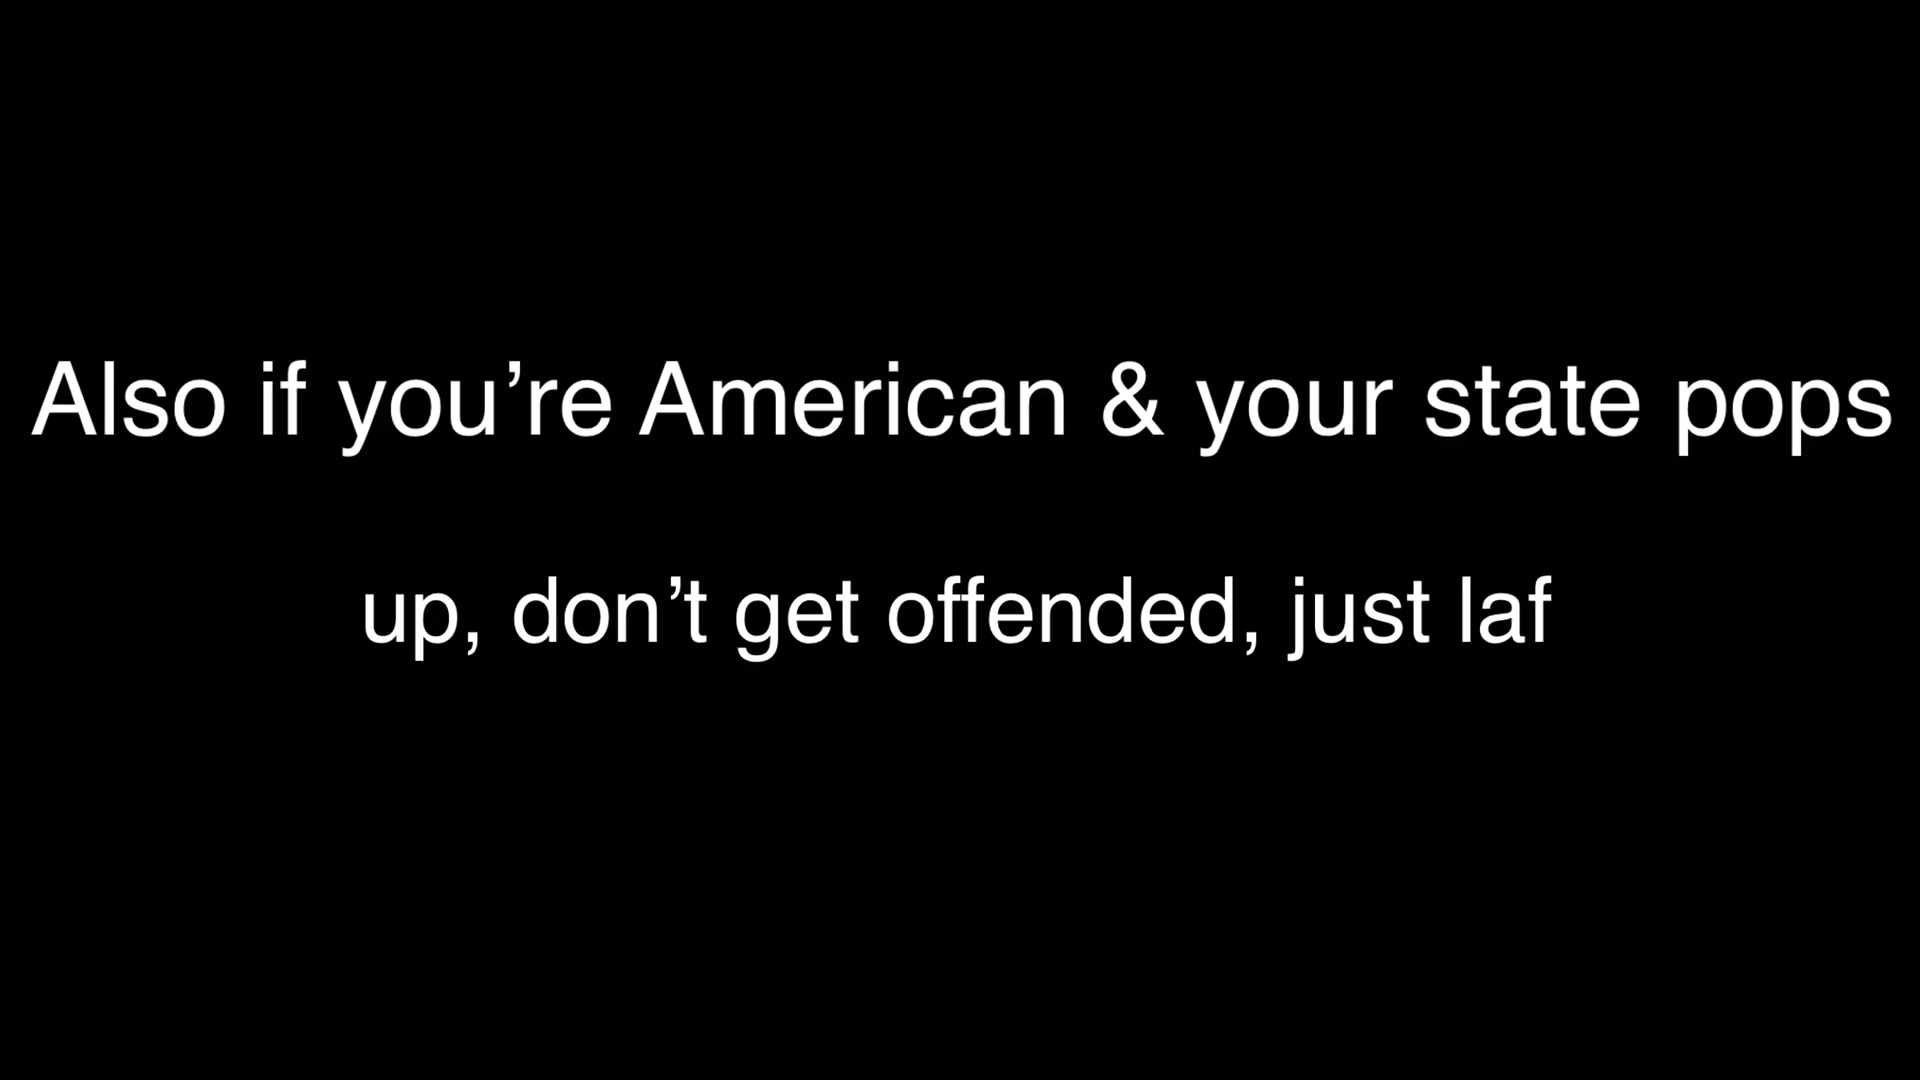 Also if you’re American & your state pops
up, don’t get offended, just laf